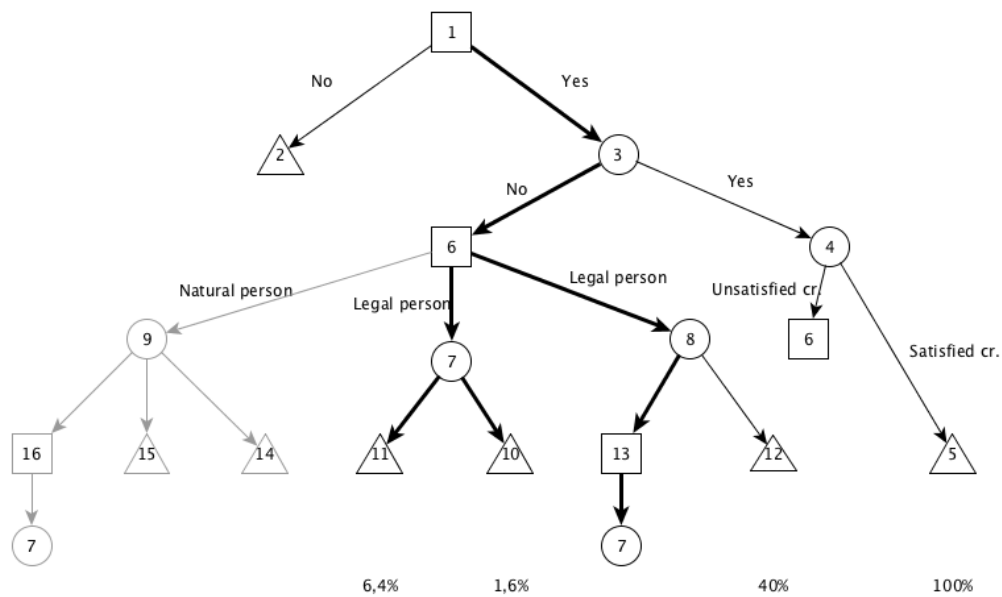 1
No
Yes
2
3
No
Yes
6
4
Natural person
Legal person
Legal person
Unsatisfied cr.
9
7
8
6
Satisfied cr.
16
15
14
11
10
13
12
5
7
7
6,4%
1,6%
40%
100%